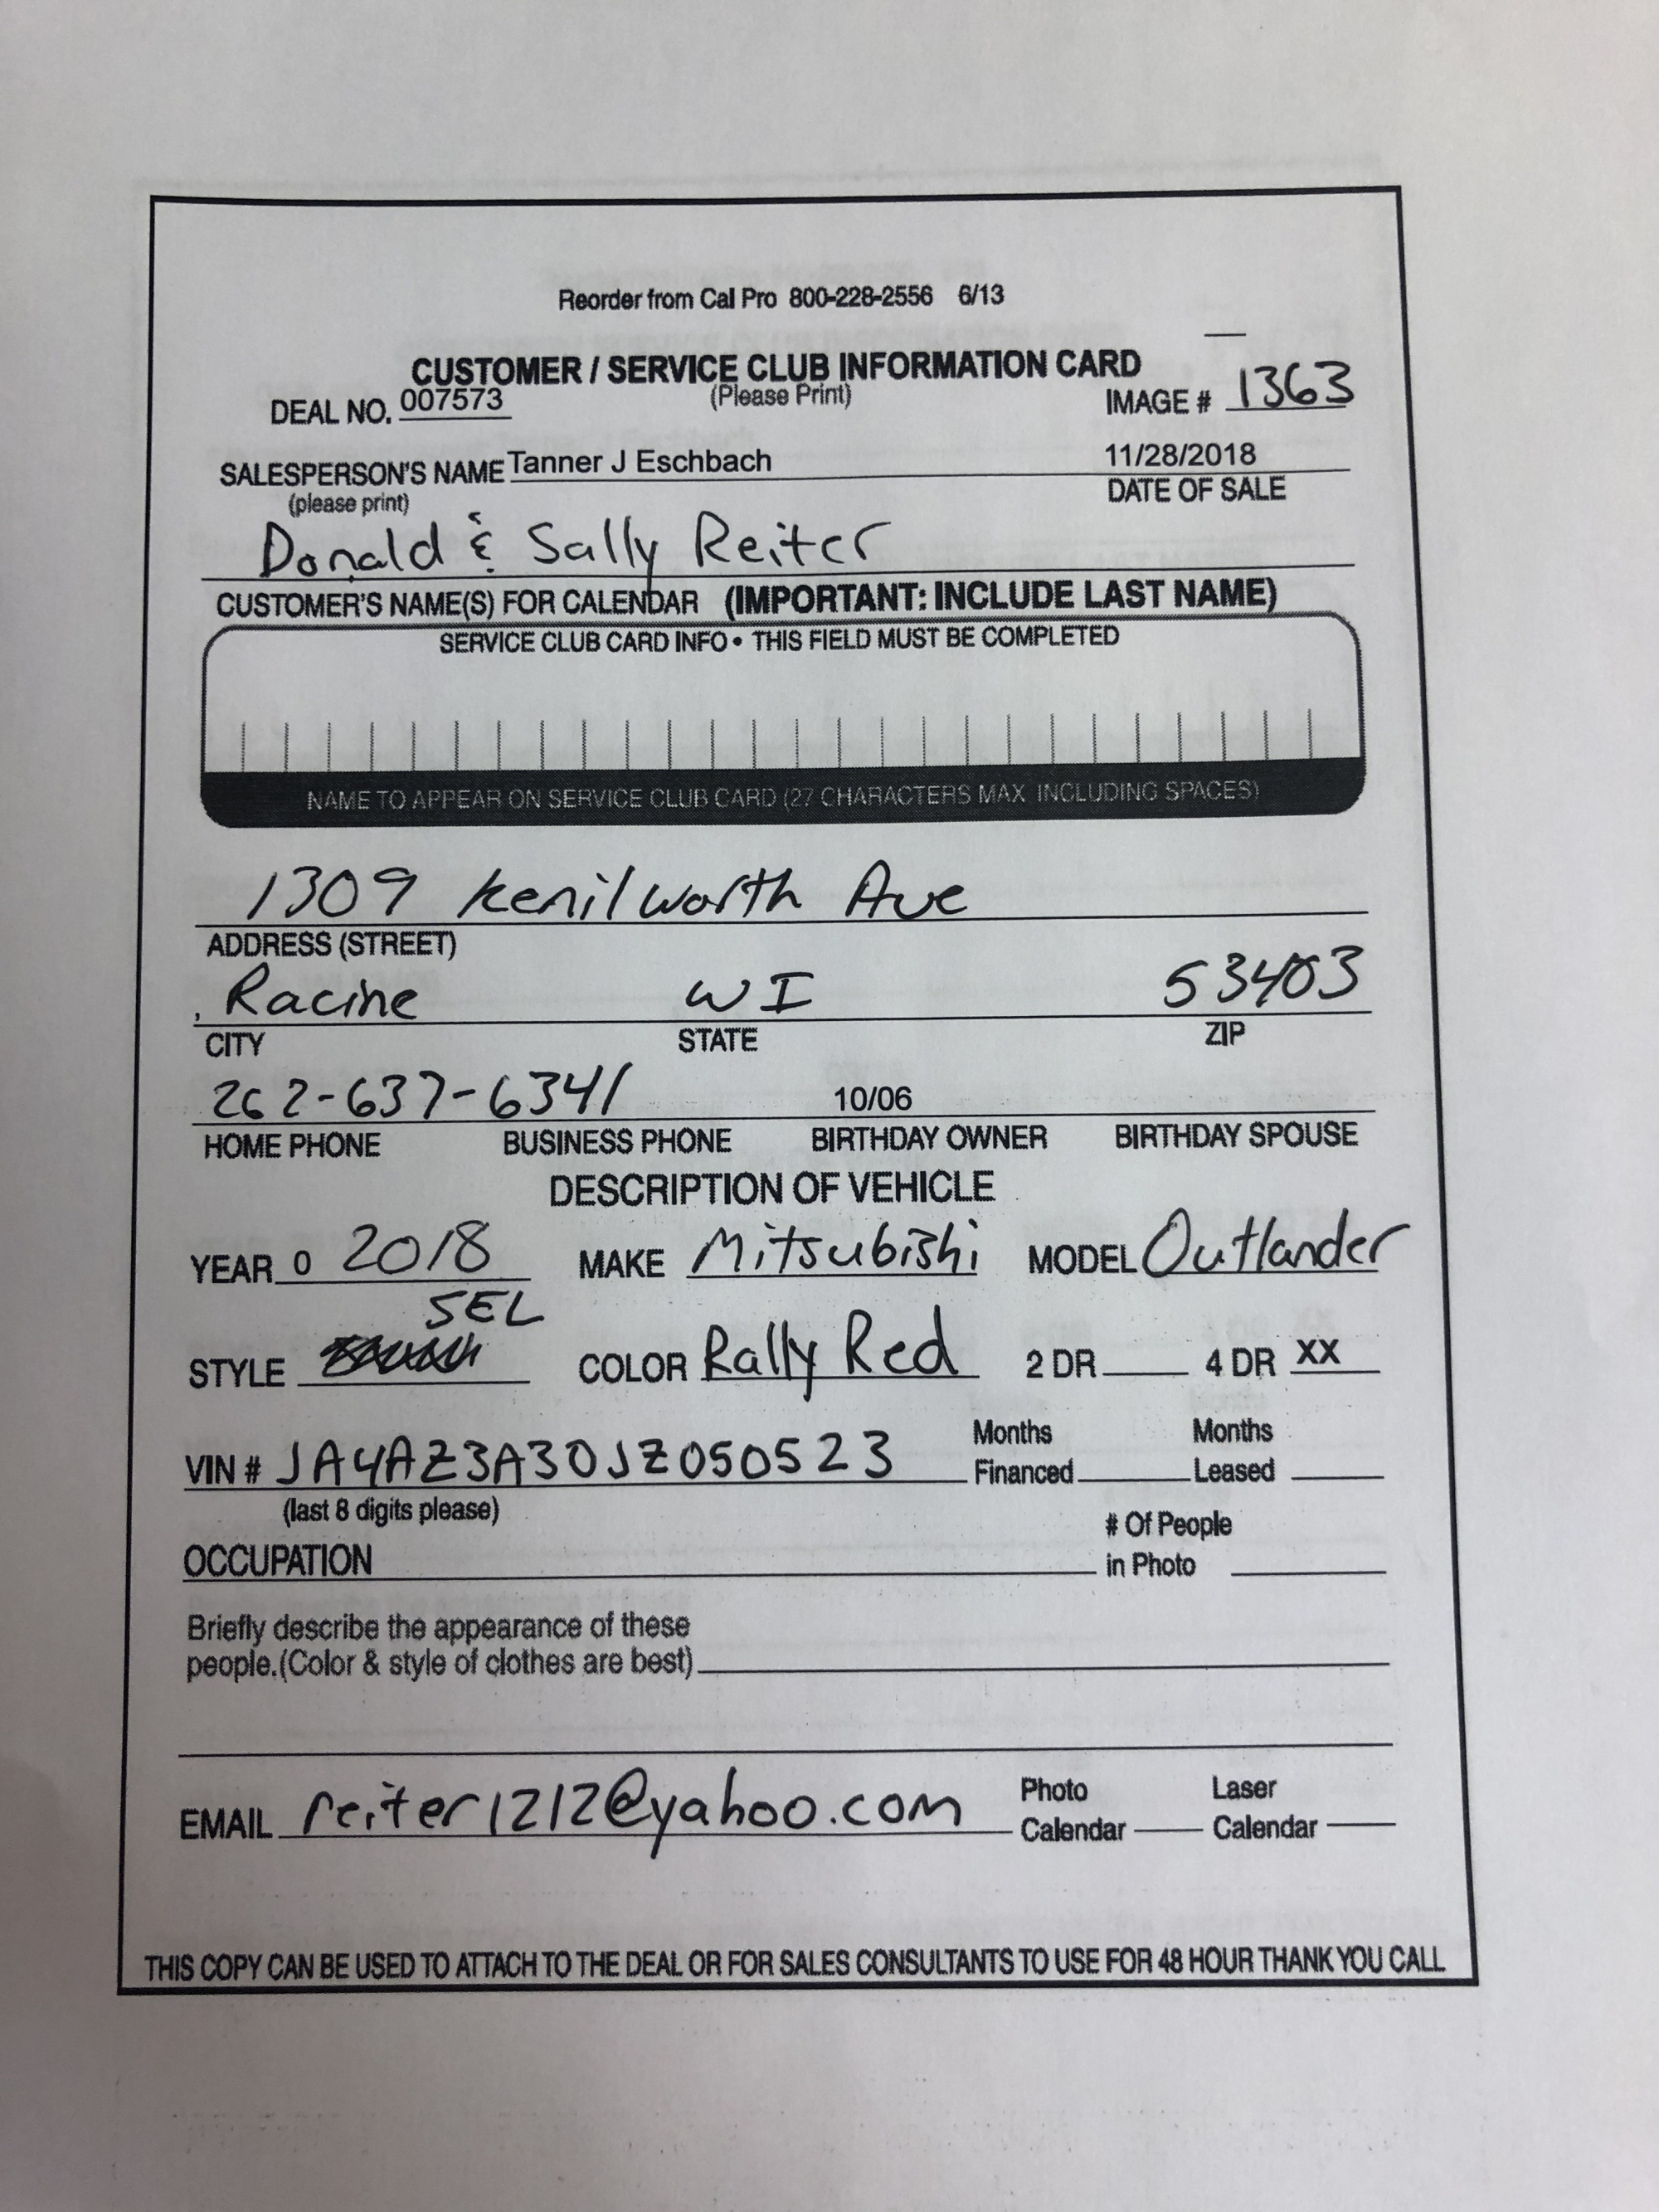 Reorder from Cal Pro 800-228-2556 6/13
CUSTOMER / SERVICE CLUB INFORMATION CARD
DEAL NO. 007573 (Please Print) IMAGE # 1363
SALESPERSON'S NAME Tanner J Eschbach 11/28/2018
(please print) DATE OF SALE
Donald & Sally Reiter
CUSTOMER'S NAME(S) FOR CALENDAR (IMPORTANT: INCLUDE LAST NAME)
SERVICE CLUB CARD INFO • THIS FIELD MUST BE COMPLETED
NAME TO APPEAR ON SERVICE CLUB CARD (27 CHARACTERS MAX INCLUDING SPACES)
1309 Kenilworth Ave
ADDRESS (STREET)
Racine WI 53403
CITY STATE ZIP
262-637-6341 10/06
HOME PHONE BUSINESS PHONE BIRTHDAY OWNER BIRTHDAY SPOUSE
DESCRIPTION OF VEHICLE
YEAR 0 2018 MAKE Mitsubishi MODEL Outlander
SEL
STYLE COLOR Rally Red 2 DR 4 DR XX
VIN # JA4AZ3A30JZ050523 Months Financed Months Leased
(last 8 digits please)
OCCUPATION # Of People in Photo
Briefly describe the appearance of these
people.(Color & style of clothes are best)
EMAIL reiter1212@yahoo.com Photo Calendar Laser Calendar
THIS COPY CAN BE USED TO ATTACH TO THE DEAL OR FOR SALES CONSULTANTS TO USE FOR 48 HOUR THANK YOU CALL